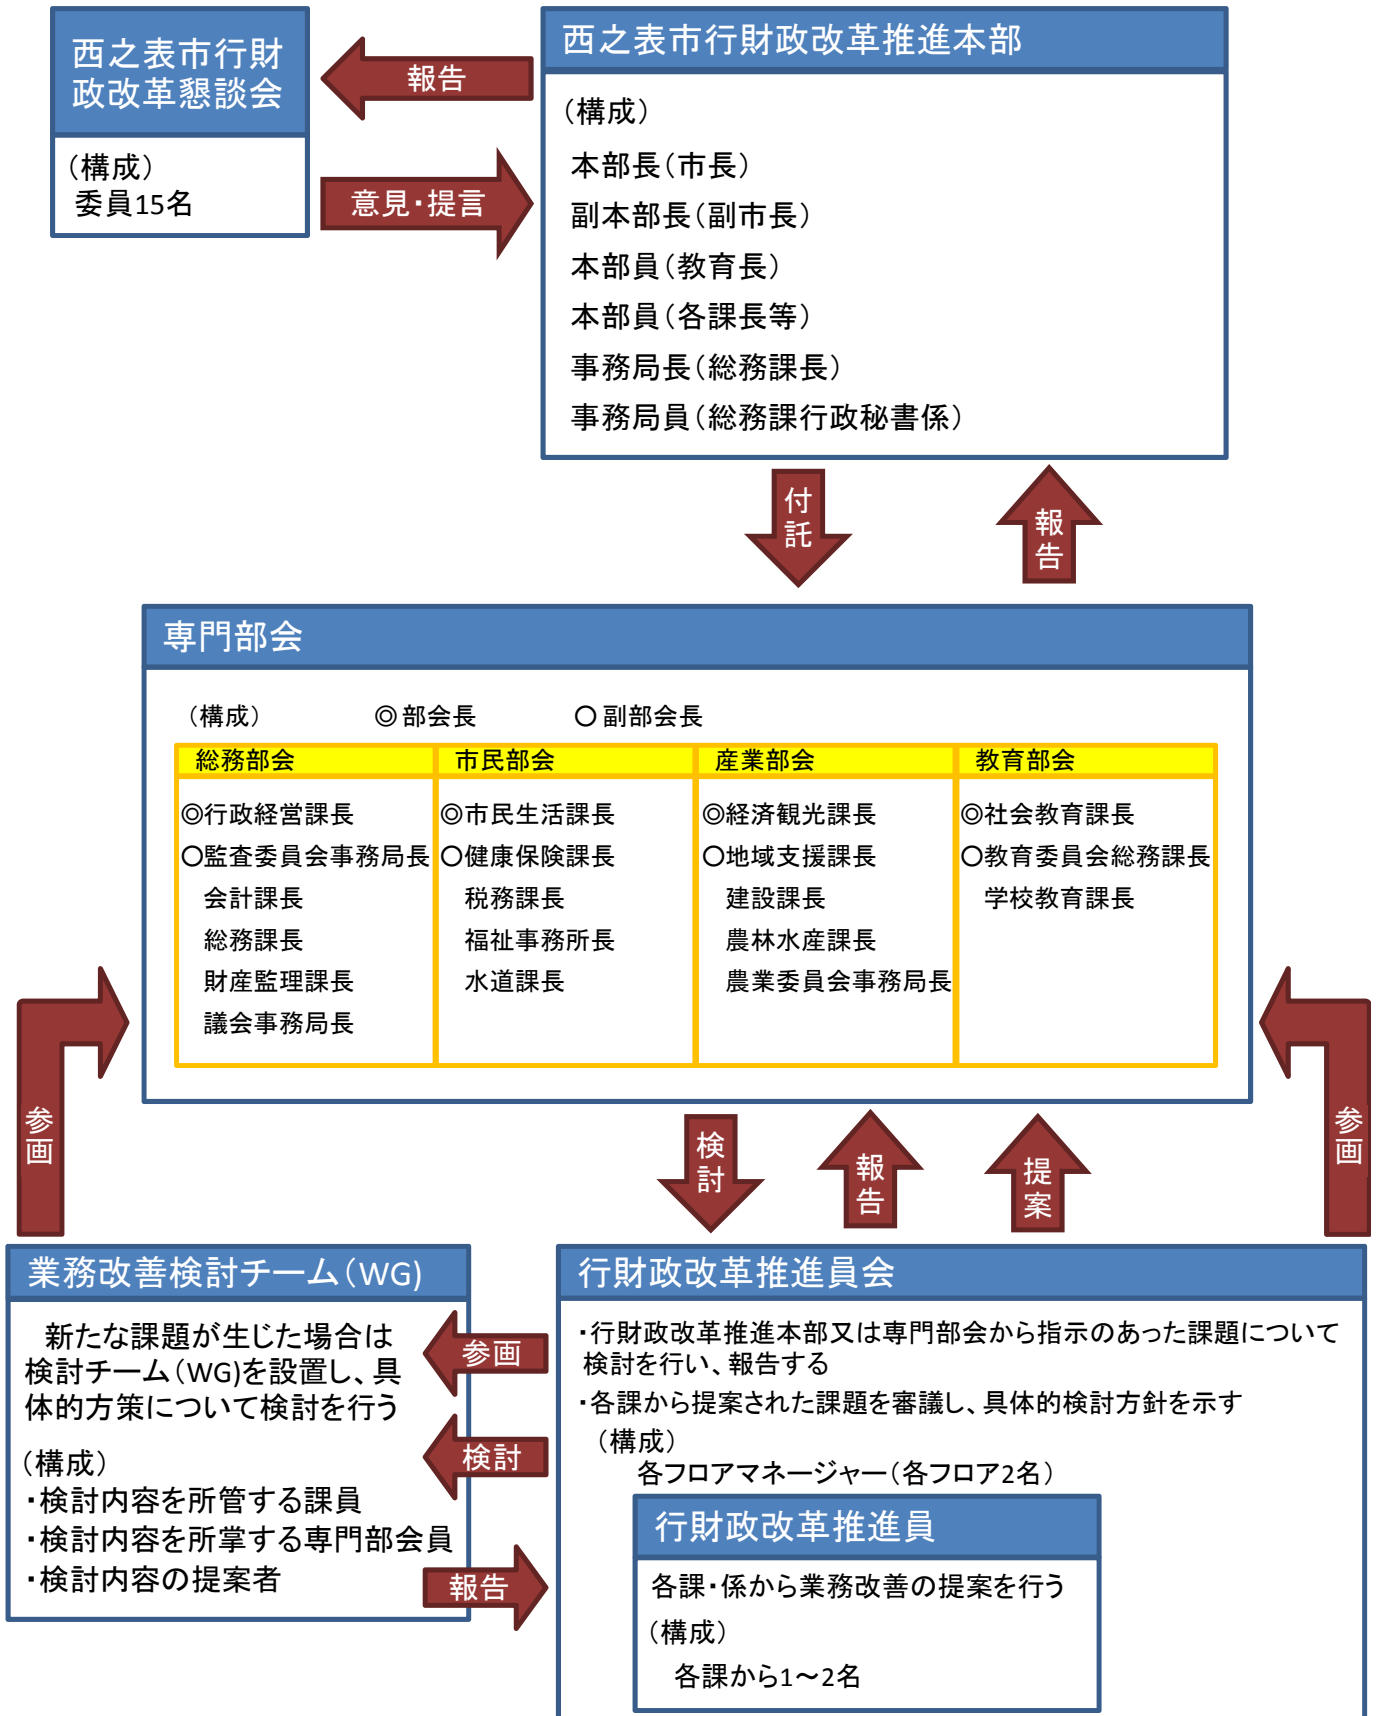 西之表市行財
政改革懇談会
(構成)
委員15名
報告
意見・提言
西之表市行財政改革推進本部
(構成)
本部長(市長)
副本部長(副市長)
本部員(教育長)
本部員(各課長等)
事務局長(総務課長)
事務局員(総務課行政秘書係)
付託
報告
専門部会
(構成) ◎部会長 ○副部会長
総務部会
◎行政経営課長
○監査委員会事務局長
会計課長
総務課長
財産監理課長
議会事務局長
市民部会
◎市民生活課長
○健康保険課長
税務課長
福祉事務所長
水道課長
産業部会
◎経済観光課長
○地域支援課長
建設課長
農林水産課長
農業委員会事務局長
教育部会
◎社会教育課長
○教育委員会総務課長
学校教育課長
参画
参画
検討
報告
提案
業務改善検討チーム(WG)
新たな課題が生じた場合は
検討チーム(WG)を設置し、具
体的方策について検討を行う
(構成)
・検討内容を所管する課員
・検討内容を所掌する専門部会員
・検討内容の提案者
参画
検討
報告
行財政改革推進員会
・行財政改革推進本部又は専門部会から指示のあった課題について
検討を行い、報告する
・各課から提案された課題を審議し、具体的検討方針を示す
(構成)
各フロアマネージャー(各フロア2名)
行財政改革推進員
各課・係から業務改善の提案を行う
(構成)
各課から1～2名